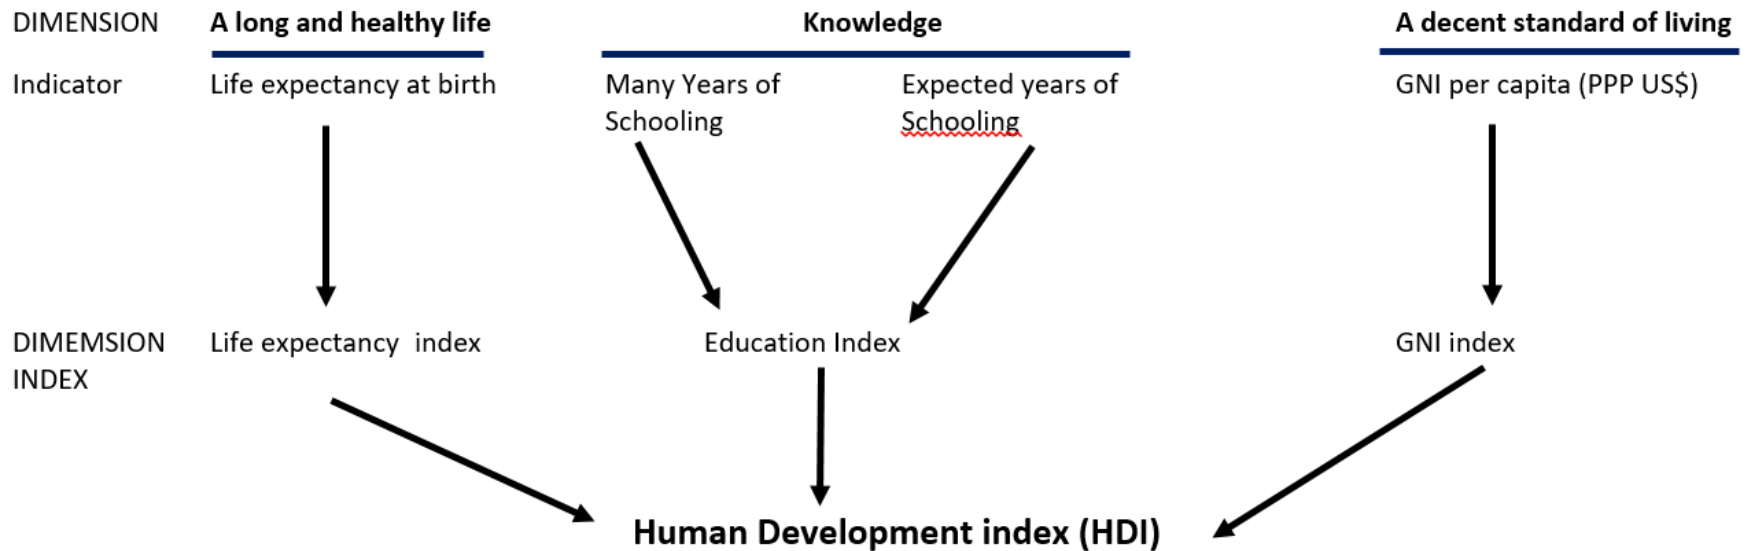 DIMENSION A long and healthy life Knowledge A decent standard of living
Indicator Life expectancy at birth Many Years of Expected years of GNI per capita (PPP US$)
Schooling Schooling
DIMEMSION Life expectancy index Education Index GNI index
INDEX
Human Development index (HDI)